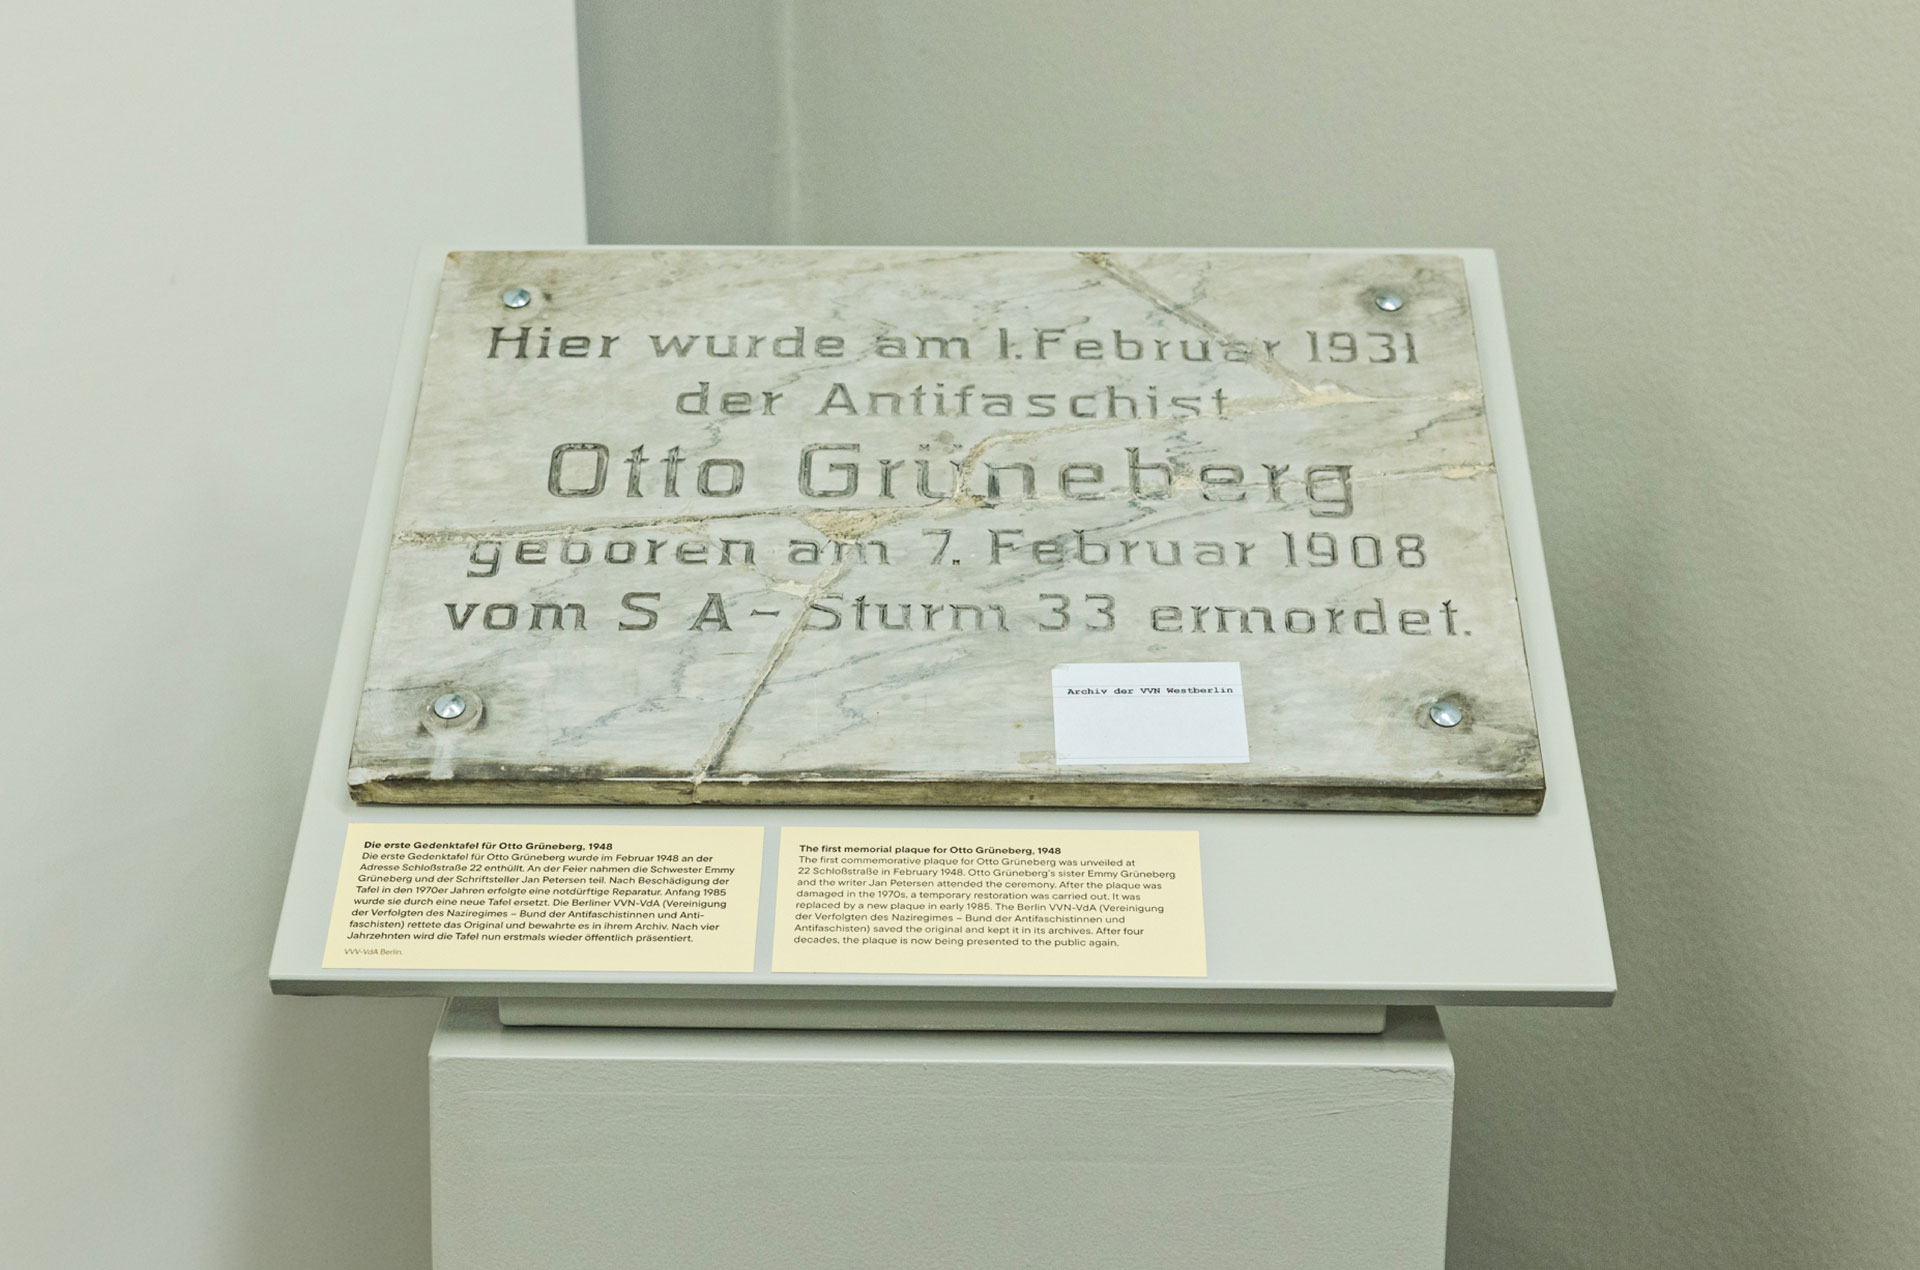 Hier wurde am 1. Februar 1931
der Antifaschist
Otto Grüneberg
geboren am 7. Februar 1908
vom S A - Sturm 33 ermordet.
Archiv der VVN Westberlin
Die erste Gedenktafel für Otto Grüneberg, 1948
Die erste Gedenktafel für Otto Grüneberg wurde im Februar 1948 an der
Adresse Schloßstraße 22 enthüllt. An der Feier nahmen die Schwester Emmy
Grüneberg und der Schriftsteller Jan Petersen teil. Nach Beschädigung der
Tafel in den 1970er Jahren erfolgte eine notdürftige Reparatur. Anfang 1985
wurde sie durch eine neue Tafel ersetzt. Die Berliner VVN-VdA (Vereinigung
der Verfolgten des Naziregimes – Bund der Antifaschistinnen und Anti-
faschisten) rettete das Original und bewahrte es in ihrem Archiv. Nach vier
Jahrzehnten wird die Tafel nun erstmals wieder öffentlich präsentiert.
VVV-VdA Berlin.
The first memorial plaque for Otto Grüneberg, 1948
The first commemorative plaque for Otto Grüneberg was unveiled at
22 Schloßstraße in February 1948. Otto Grüneberg's sister Emmy Grüneberg
and the writer Jan Petersen attended the ceremony. After the plaque was
damaged in the 1970s, a temporary restoration was carried out. It was
replaced by a new plaque in early 1985. The Berlin VVN-VdA (Vereinigung
der Verfolgten des Naziregimes – Bund der Antifaschistinnen und
Antifaschisten) saved the original and kept it in its archives. After four
decades, the plaque is now being presented to the public again.